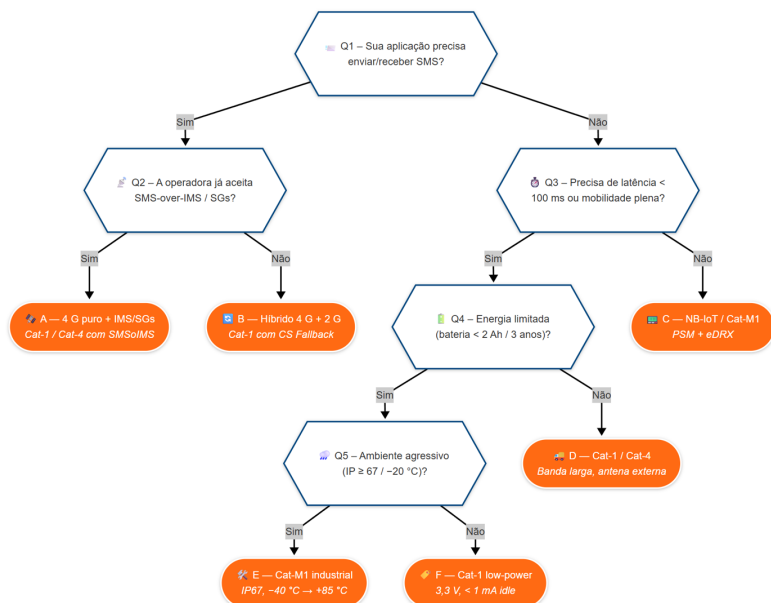 Q1 – Sua aplicação precisa
enviar/receber SMS?
Sim
Não
Q2 – A operadora já aceita
SMS-over-IMS / SGs?
Q3 – Precisa de latência <
100 ms ou mobilidade plena?
Sim
Não
Sim
Não
A — 4 G puro + IMS/SGs
Cat-1 / Cat-4 com SMSoIMS
B — Híbrido 4 G + 2 G
Cat-1 com CS Fallback
Q4 – Energia limitada
(bateria < 2 Ah / 3 anos)?
C — NB-IoT / Cat-M1
PSM + eDRX
Sim
Não
Q5 – Ambiente agressivo
(IP ≥ 67 / −20 °C)?
D — Cat-1 / Cat-4
Banda larga, antena externa
Sim
Não
E — Cat-M1 industrial
IP67, −40 °C → +85 °C
F — Cat-1 low-power
3,3 V, < 1 mA idle